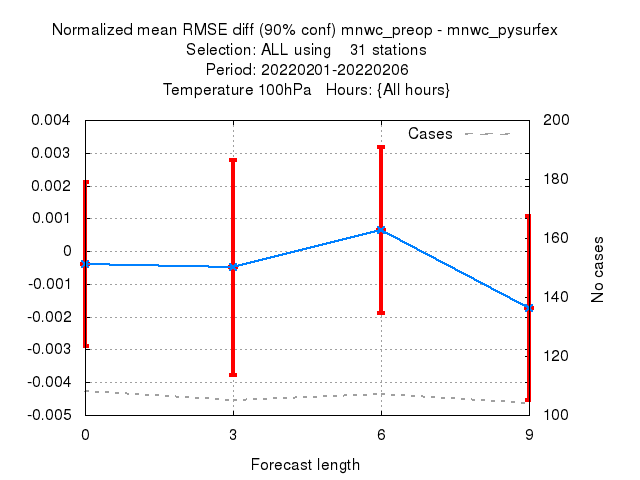 Normalized mean RMSE diff (90% conf) mnwc_preop - mnwc_pysurfex
Selection: ALL using    31 stations
Period: 20220201-20220206
Temperature 100hPa   Hours: {All hours}
0.004
0.003
0.002
0.001
0
-0.001
-0.002
-0.003
-0.004
-0.005
Cases
200
180
160
140
120
100
No cases
0 3 6 9
Forecast length